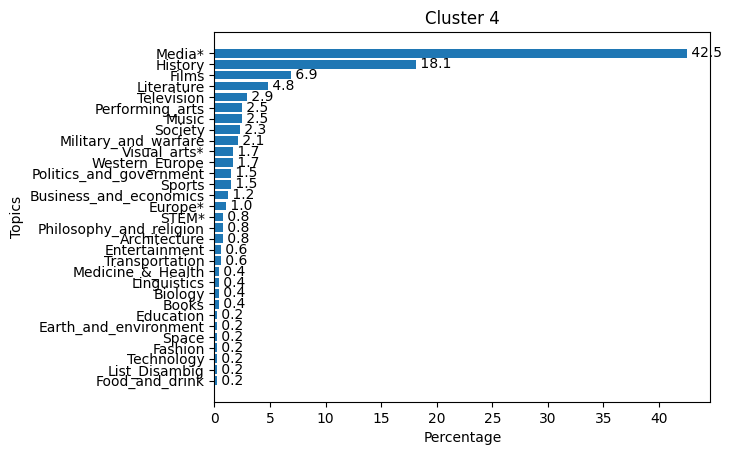 Cluster 4
Topics
Media* 42.5
History 18.1
Films 6.9
Literature 4.8
Television 2.9
Performing_arts 2.5
Music 2.5
Society 2.3
Military_and_warfare 2.1
Visual_arts* 1.7
Western_Europe 1.7
Politics_and_government 1.5
Sports 1.5
Business_and_economics 1.2
Europe* 1.0
STEM* 0.8
Philosophy_and_religion 0.8
Architecture 0.8
Entertainment 0.6
Transportation 0.6
Medicine_&_Health 0.4
Linguistics 0.4
Biology 0.4
Books 0.4
Education 0.2
Earth_and_environment 0.2
Space 0.2
Fashion 0.2
Technology 0.2
List_Disambig 0.2
Food_and_drink 0.2
0 5 10 15 20 25 30 35 40
Percentage